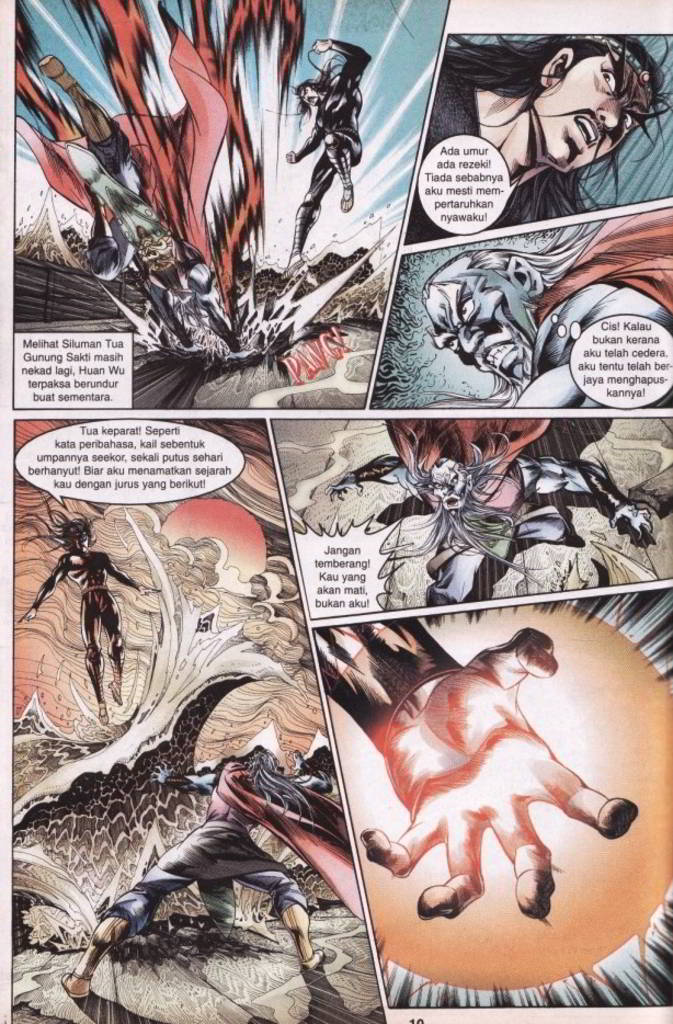 Ada umur
ada rezeki!
Tiada sebabnya
aku mesti mem-
pertaruhkan
nyawaku!
Melihat Siluman Tua
Gunung Sakti masih
nekad lagi, Huan Wu
terpaksa berundur
buat sementara.
PANG!
Cis! Kalau
bukan kerana
aku telah cedera,
aku tentu telah ber-
jaya menghapus-
kannya!
Tua keparat! Seperti
kata peribahasa, kail sebentuk
umpannya seekor, sekali putus sehari
berhanyut! Biar aku menamatkan sejarah
kau dengan jurus yang berikut!
Jangan
temberang!
Kau yang
akan mati,
bukan aku!